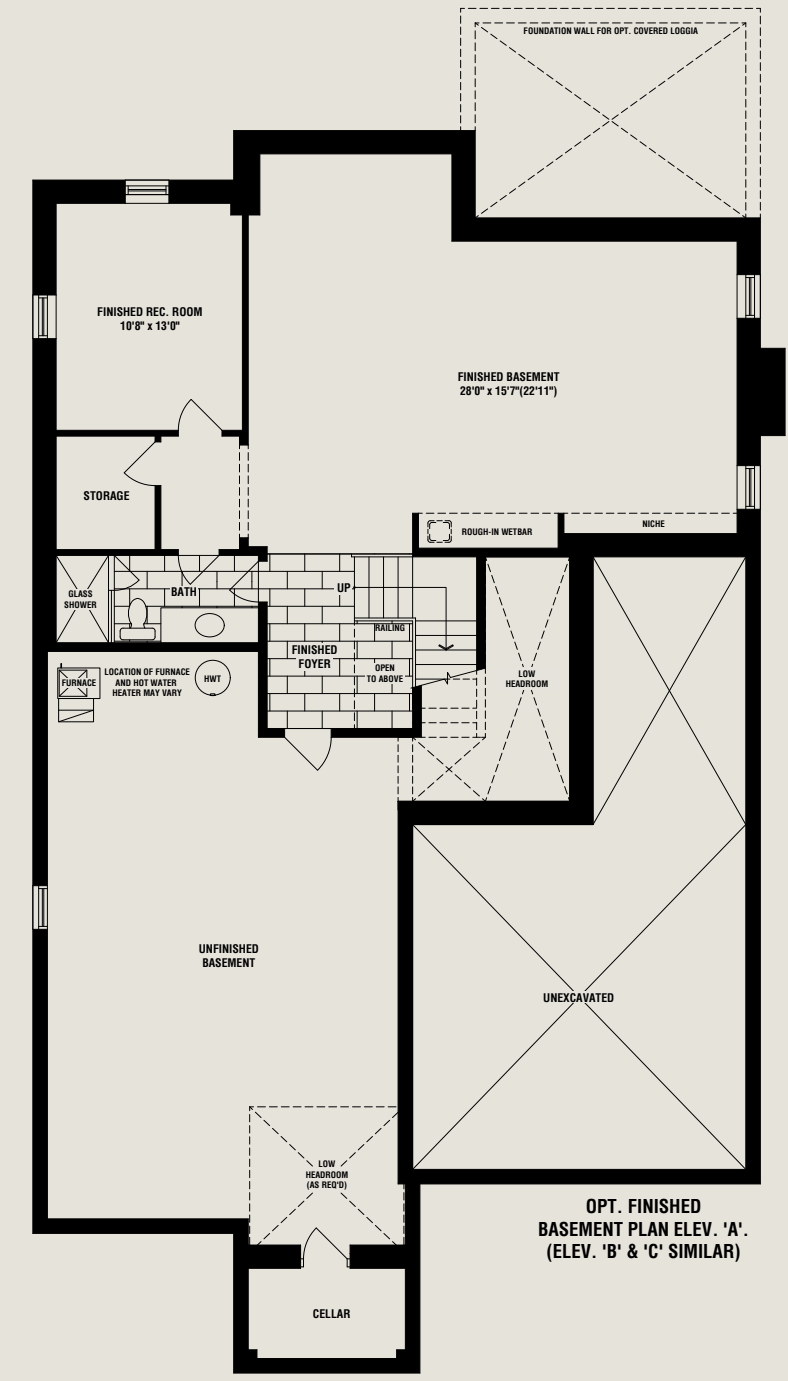 FOUNDATION WALL FOR OPT. COVERED LOGGIA
FINISHED REC. ROOM
10'8" x 13'0"
FINISHED BASEMENT
28'0" x 15'7"(22'11")
STORAGE
ROUGH-IN WETBAR
NICHE
GLASS
SHOWER
BATH
UP
RAILING
FINISHED
FOYER
OPEN
TO ABOVE
LOW
HEADROOM
FURNACE
LOCATION OF FURNACE
AND HOT WATER
HEATER MAY VARY
HWT
UNFINISHED
BASEMENT
UNEXCAVATED
LOW
HEADROOM
(AS REQ'D)
CELLAR
OPT. FINISHED
BASEMENT PLAN ELEV. 'A'.
(ELEV. 'B' & 'C' SIMILAR)